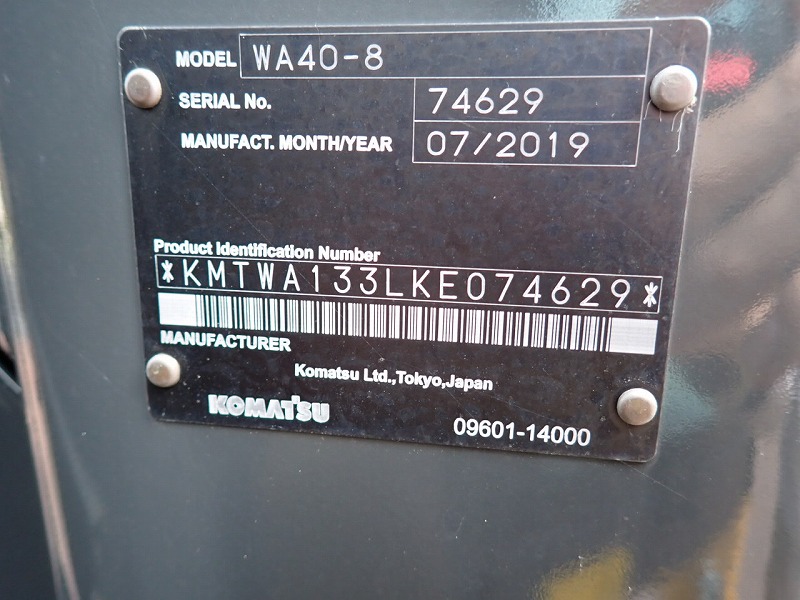 MODEL WA40-8
SERIAL No. 74629
MANUFACT. MONTH/YEAR 07/2019
Product Identification Number
*KMTWA133LKE074629*
MANUFACTURER
Komatsu Ltd.,Tokyo,Japan
KOMATSU
09601-14000